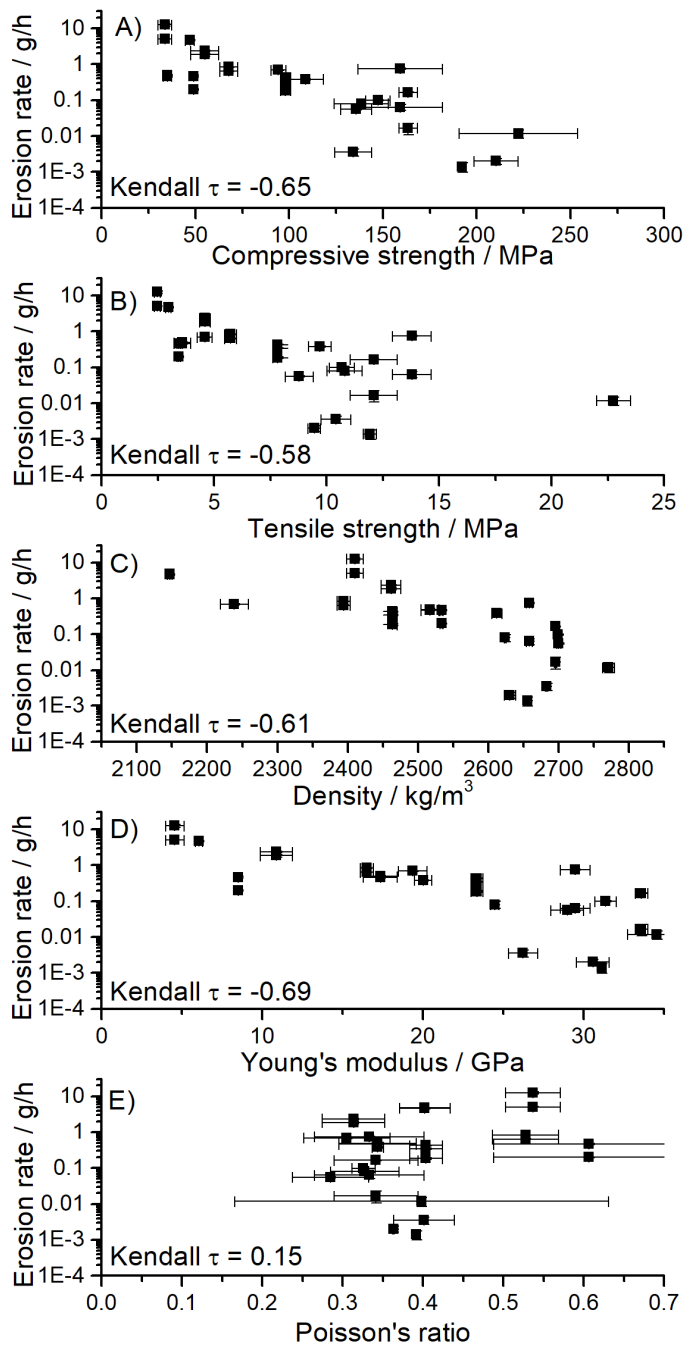 A)
Erosion rate / g/h
10
1
0.1
0.01
1E-3
1E-4
Kendall τ = -0.65
0 50 100 150 200 250 300
Compressive strength / MPa
B)
Erosion rate / g/h
10
1
0.1
0.01
1E-3
1E-4
Kendall τ = -0.58
0 5 10 15 20 25
Tensile strength / MPa
C)
Erosion rate / g/h
10
1
0.1
0.01
1E-3
1E-4
Kendall τ = -0.61
2100 2200 2300 2400 2500 2600 2700 2800
Density / kg/m³
D)
Erosion rate / g/h
10
1
0.1
0.01
1E-3
1E-4
Kendall τ = -0.69
0 10 20 30
Young's modulus / GPa
E)
Erosion rate / g/h
10
1
0.1
0.01
1E-3
1E-4
Kendall τ = 0.15
0.0 0.1 0.2 0.3 0.4 0.5 0.6 0.7
Poisson's ratio